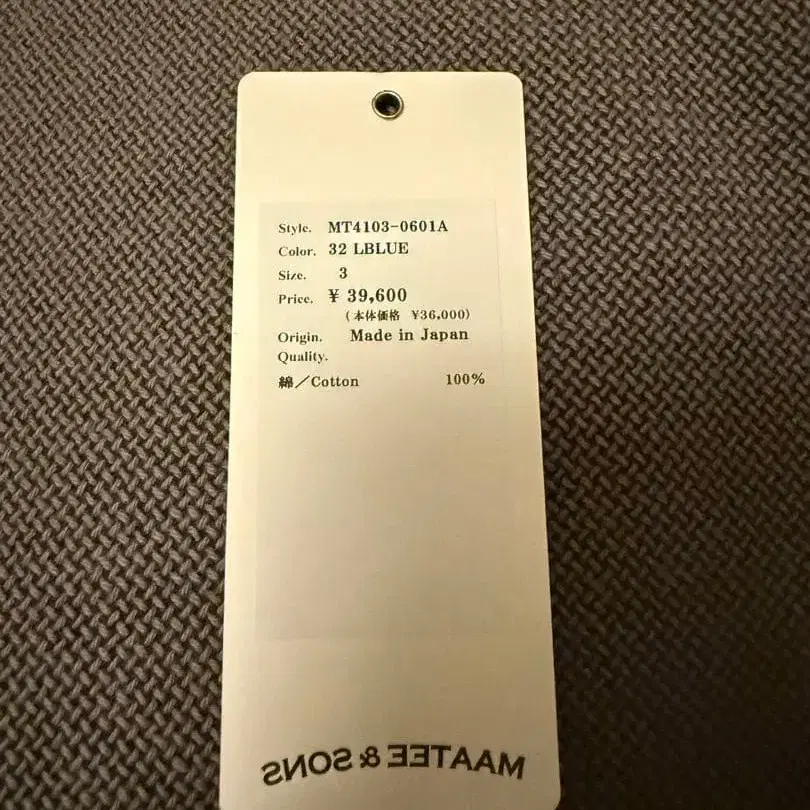 Style. MT4103-0601A
Color. 32 LBLUE
Size. 3
Price. ¥ 39,600
(本体価格 ¥36,000)
Origin. Made in Japan
Quality.
綿／Cotton 100%
MAATEE & SONS